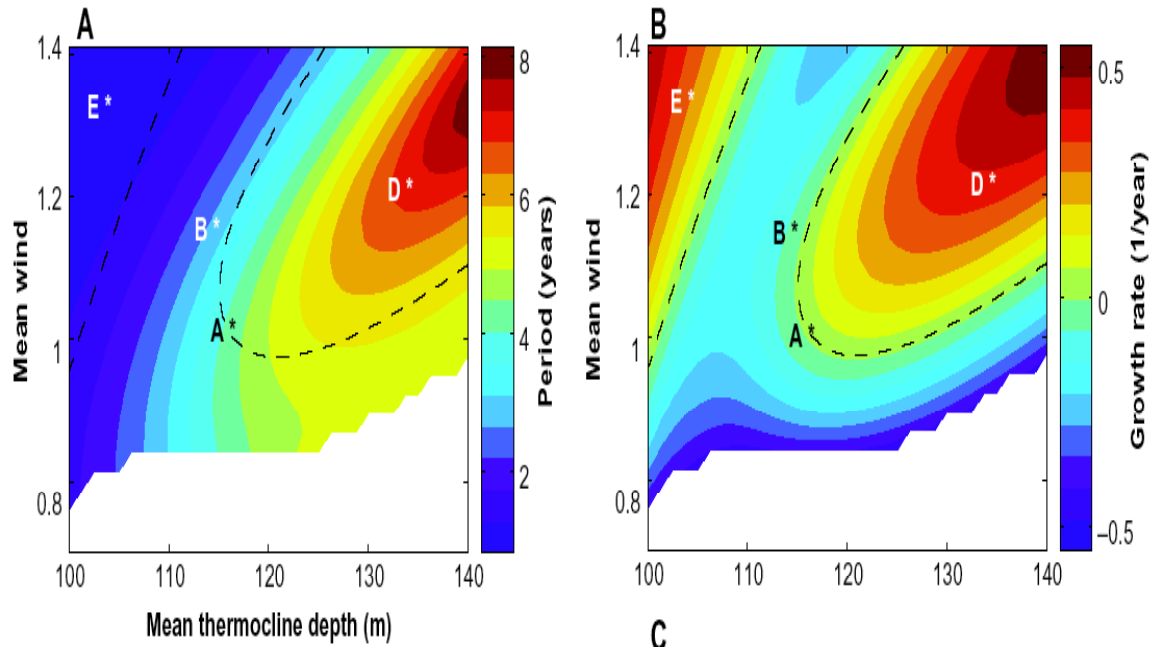 A
B
1.4
1.2
1
0.8
Mean wind
E *
B *
D *
A *
100
110
120
130
140
Mean thermocline depth (m)
8
6
4
2
Period (years)
1.4
1.2
1
0.8
Mean wind
E *
B *
D *
A *
100
110
120
130
140
0.5
0
−0.5
Growth rate (1/year)
C